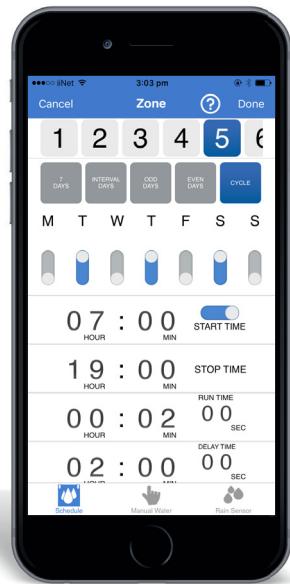 iiNet 3:03 pm
Cancel Zone ? Done
1 2 3 4 5 6
7 DAYS
INTERVAL DAYS
ODD DAYS
EVEN DAYS
CYCLE
M T W T F S S
07 : 00
HOUR MIN
START TIME
19 : 00
HOUR MIN
STOP TIME
RUN TIME
00 : 02 00 SEC
HOUR MIN
DELAY TIME
02 : 00 00 SEC
HOUR MIN
Schedule Manual Water Rain Sensor